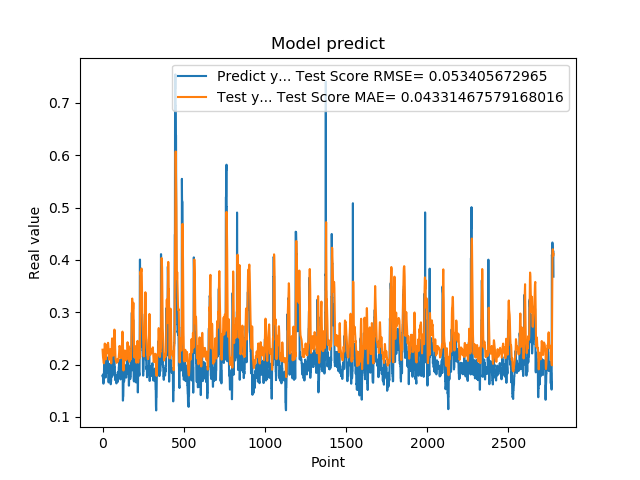 Model predict
Predict y... Test Score RMSE= 0.053405672965
Test y... Test Score MAE= 0.04331467579168016
0.7
0.6
0.5
0.4
0.3
0.2
0.1
Real value
0 500 1000 1500 2000 2500
Point